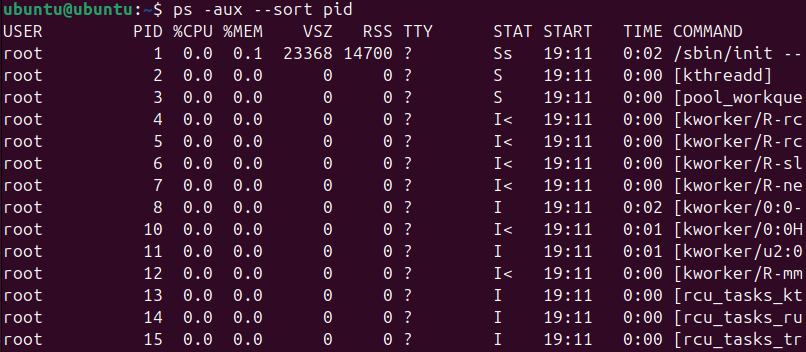 ubuntu@ubuntu:~$ ps -aux --sort pid
USER         PID %CPU %MEM    VSZ   RSS TTY      STAT START   TIME COMMAND
root           1  0.0  0.1  23368 14700 ?        Ss   19:11   0:02 /sbin/init --
root           2  0.0  0.0      0     0 ?        S    19:11   0:00 [kthreadd]
root           3  0.0  0.0      0     0 ?        S    19:11   0:00 [pool_workque
root           4  0.0  0.0      0     0 ?        I<   19:11   0:00 [kworker/R-rc
root           5  0.0  0.0      0     0 ?        I<   19:11   0:00 [kworker/R-rc
root           6  0.0  0.0      0     0 ?        I<   19:11   0:00 [kworker/R-sl
root           7  0.0  0.0      0     0 ?        I<   19:11   0:00 [kworker/R-ne
root           8  0.0  0.0      0     0 ?        I    19:11   0:02 [kworker/0:0-
root          10  0.0  0.0      0     0 ?        I<   19:11   0:01 [kworker/0:0H
root          11  0.0  0.0      0     0 ?        I    19:11   0:01 [kworker/u2:0
root          12  0.0  0.0      0     0 ?        I<   19:11   0:00 [kworker/R-mm
root          13  0.0  0.0      0     0 ?        I    19:11   0:00 [rcu_tasks_kt
root          14  0.0  0.0      0     0 ?        I    19:11   0:00 [rcu_tasks_ru
root          15  0.0  0.0      0     0 ?        I    19:11   0:00 [rcu_tasks_tr